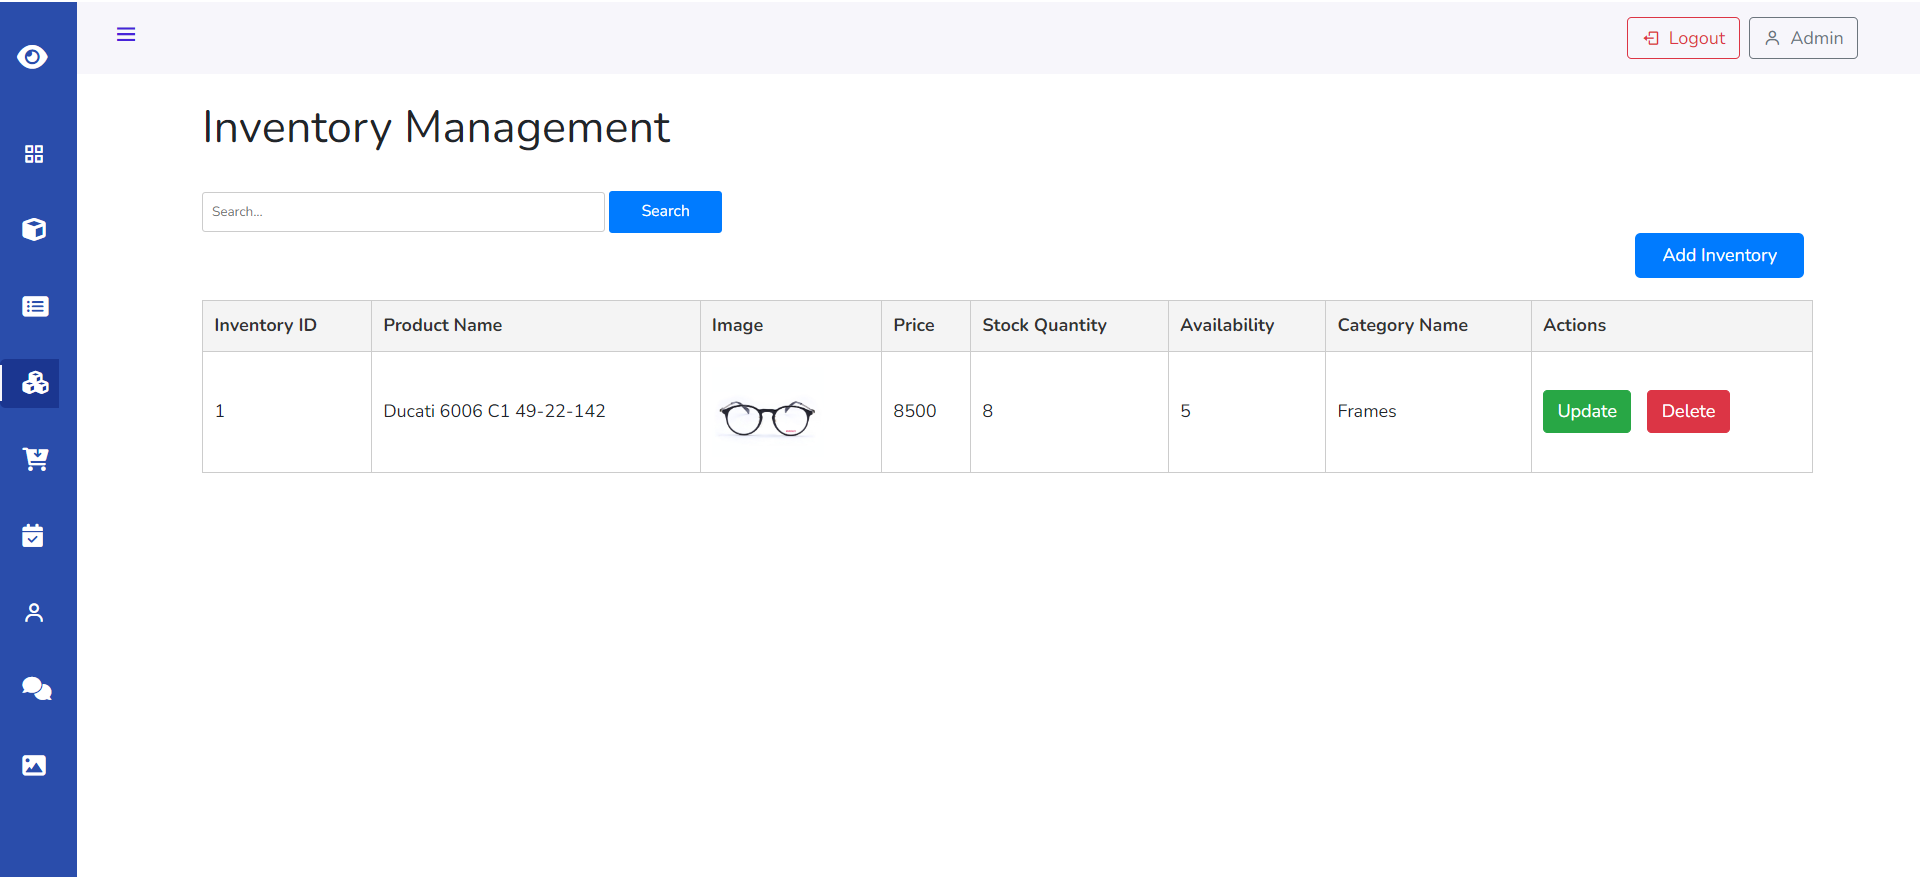 Logout
Admin
Inventory Management
Search...
Search
Add Inventory
Inventory ID Product Name Image Price Stock Quantity Availability Category Name Actions
1 Ducati 6006 C1 49-22-142 8500 8 5 Frames Update Delete